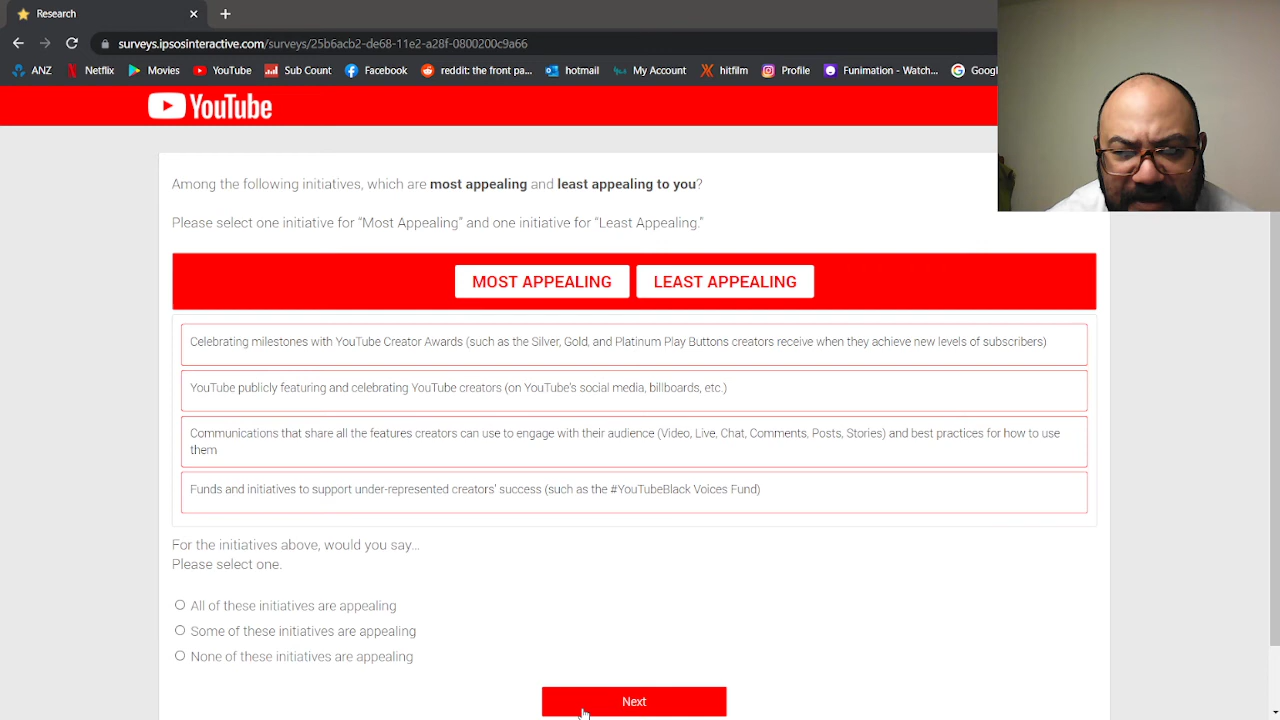 Research
surveys.ipsosinteractive.com/surveys/25b6acb2-de68-11e2-a28f-0800200c9a66
ANZ Netflix Movies YouTube Sub Count Facebook reddit: the front pa... hotmail My Account hitfilm Profile Funimation - Watch... Googl
YouTube
Among the following initiatives, which are most appealing and least appealing to you?
Please select one initiative for “Most Appealing” and one initiative for “Least Appealing.”
MOST APPEALING LEAST APPEALING
Celebrating milestones with YouTube Creator Awards (such as the Silver, Gold, and Platinum Play Buttons creators receive when they achieve new levels of subscribers)
YouTube publicly featuring and celebrating YouTube creators (on YouTube's social media, billboards, etc.)
Communications that share all the features creators can use to engage with their audience (Video, Live, Chat, Comments, Posts, Stories) and best practices for how to use
them
Funds and initiatives to support under-represented creators' success (such as the #YouTubeBlack Voices Fund)
For the initiatives above, would you say...
Please select one.
All of these initiatives are appealing
Some of these initiatives are appealing
None of these initiatives are appealing
Next